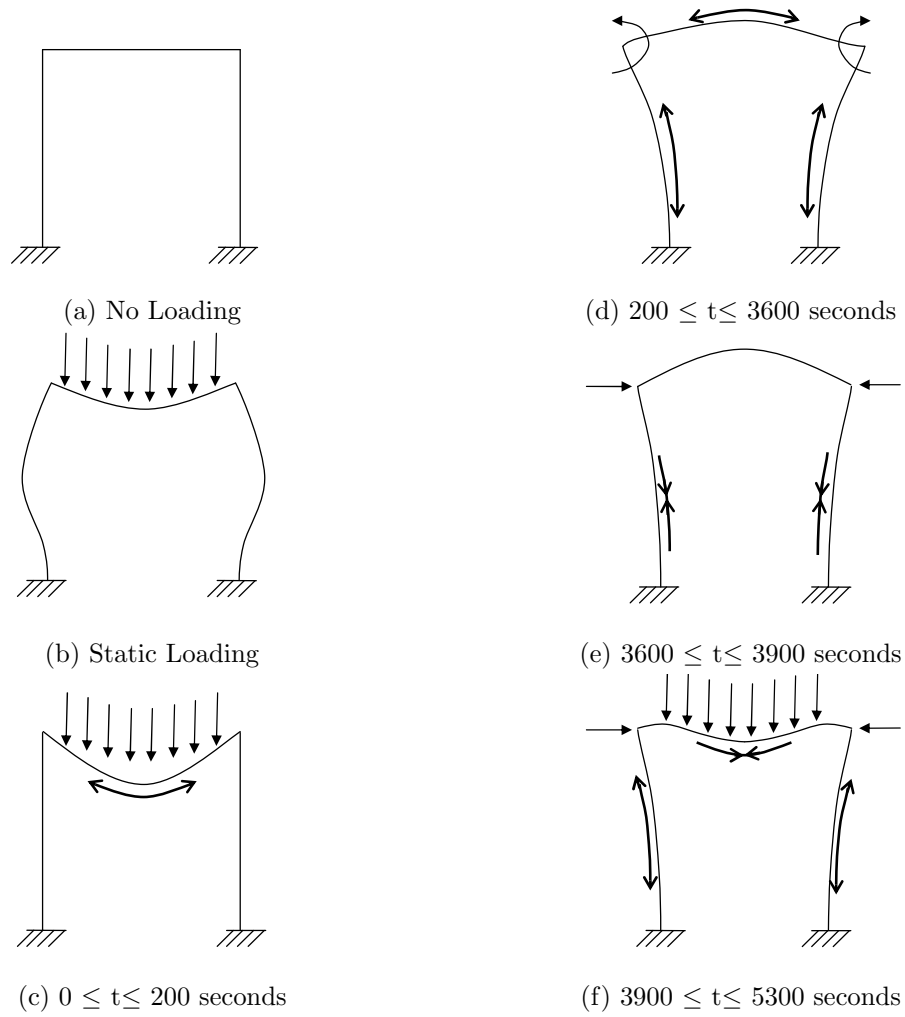 (a) No Loading
(b) Static Loading
(c) 0 ≤ t≤ 200 seconds
(d) 200 ≤ t≤ 3600 seconds
(e) 3600 ≤ t≤ 3900 seconds
(f) 3900 ≤ t≤ 5300 seconds